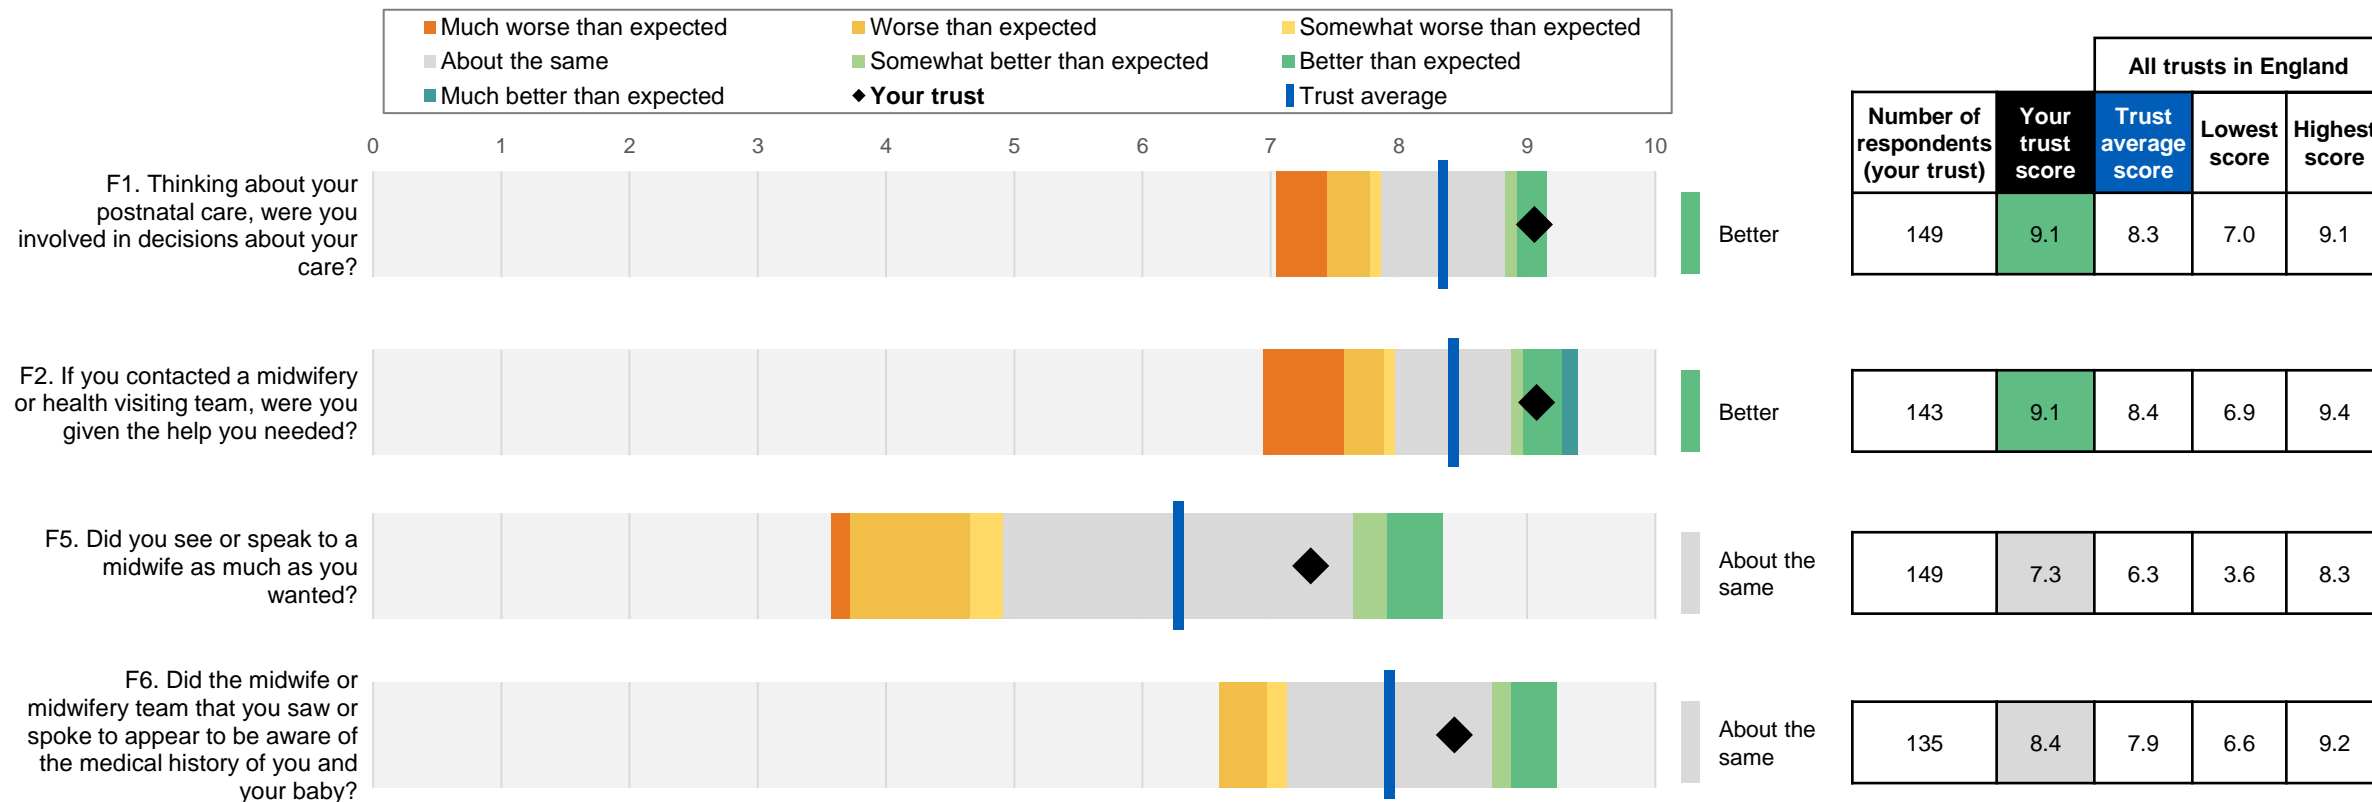 Much worse than expected
Worse than expected
Somewhat worse than expected
About the same
Somewhat better than expected
Better than expected
Much better than expected
Your trust
Trust average
All trusts in England
Number of
respondents
(your trust)
Your
trust
score
Trust
average
score
Lowest
score
Highest
score
0 1 2 3 4 5 6 7 8 9 10
F1. Thinking about your
postnatal care, were you
involved in decisions about your
care?
Better
149 9.1 8.3 7.0 9.1
F2. If you contacted a midwifery
or health visiting team, were you
given the help you needed?
Better
143 9.1 8.4 6.9 9.4
F5. Did you see or speak to a
midwife as much as you
wanted?
About the
same
149 7.3 6.3 3.6 8.3
F6. Did the midwife or
midwifery team that you saw or
spoke to appear to be aware of
the medical history of you and
your baby?
About the
same
135 8.4 7.9 6.6 9.2